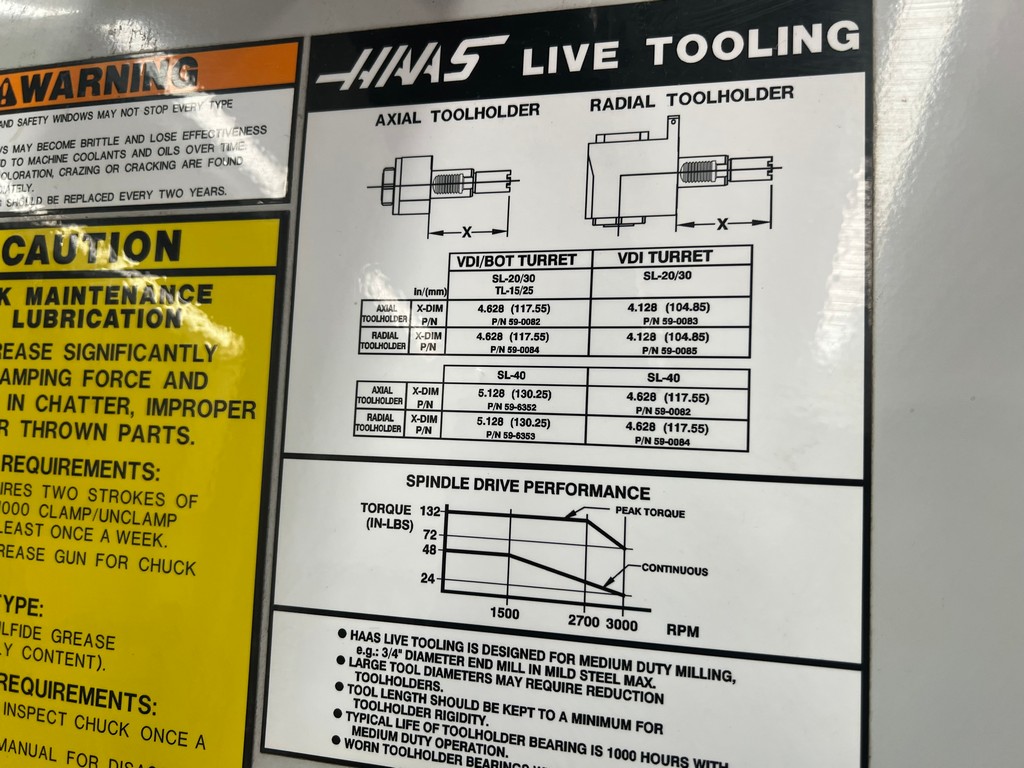 WARNING
AND SAFETY WINDOWS MAY NOT STOP EVERY TYPE
MAY BECOME BRITTLE AND LOSE EFFECTIVENESS
TO MACHINE COOLANTS AND OILS OVER TIME
CRAZING OR CRACKING ARE FOUND
SHOULD BE REPLACED EVERY TWO YEARS.
CAUTION
MAINTENANCE
LUBRICATION
SIGNIFICANTLY
FORCE AND
IN CHATTER, IMPROPER
THROWN PARTS.
REQUIREMENTS:
TWO STROKES OF
1000 CLAMP/UNCLAMP
LEAST ONCE A WEEK.
GREASE GUN FOR CHUCK
TYPE:
GREASE
CONTENT).
REQUIREMENTS:
INSPECT CHUCK ONCE A
MANUAL FOR
HAAS LIVE TOOLING
AXIAL TOOLHOLDER
RADIAL TOOLHOLDER
X
X
VDI/BOT TURRET VDI TURRET
SL-20/30 SL-20/30
in/(mm) TL-15/25
AXIAL TOOLHOLDER X-DIM 4.628 (117.55) 4.128 (104.85)
P/N P/N 59-0082 P/N 59-0083
RADIAL TOOLHOLDER X-DIM 4.628 (117.55) 4.128 (104.85)
P/N P/N 59-0084 P/N 59-0085
SL-40 SL-40
AXIAL TOOLHOLDER X-DIM 5.128 (130.25) 4.628 (117.55)
P/N P/N 59-6352 P/N 59-0082
RADIAL TOOLHOLDER X-DIM 5.128 (130.25) 4.628 (117.55)
P/N P/N 59-6353 P/N 59-0084
SPINDLE DRIVE PERFORMANCE
TORQUE
(IN-LBS)
132
72
48
24
PEAK TORQUE
CONTINUOUS
1500 2700 3000 RPM
● HAAS LIVE TOOLING IS DESIGNED FOR MEDIUM DUTY MILLING,
e.g.: 3/4" DIAMETER END MILL IN MILD STEEL MAX.
● LARGE TOOL DIAMETERS MAY REQUIRE REDUCTION
TOOLHOLDERS.
● TOOL LENGTH SHOULD BE KEPT TO A MINIMUM FOR
TOOLHOLDER RIGIDITY.
● TYPICAL LIFE OF TOOLHOLDER BEARING IS 1000 HOURS WITH
MEDIUM DUTY OPERATION.
● WORN TOOLHOLDER BEARINGS